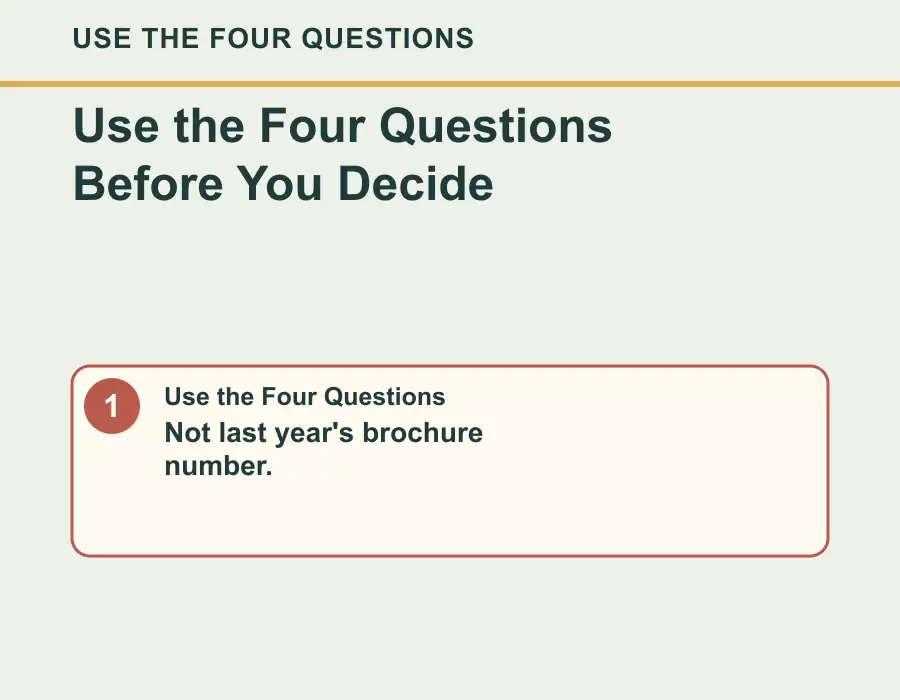 USE THE FOUR QUESTIONS
Use the Four Questions
Before You Decide
1
Use the Four Questions
Not last year's brochure
number.